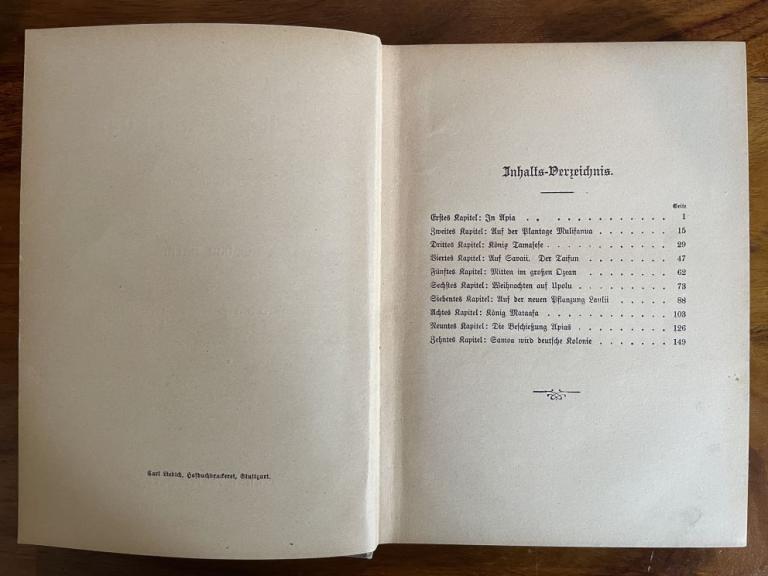 Carl Liebich, Hofbuchdruckerei, Stuttgart.
Inhalts-Verzeichnis.
Seite
Erstes Kapitel: In Apia . . . . . . . . . . . 1
Zweites Kapitel: Auf der Plantage Mulifanua . . . . . . . 15
Drittes Kapitel: König Tamasese . . . . . . . . . . . 29
Viertes Kapitel: Auf Savaii. Der Taifun . . . . . . . . 47
Fünftes Kapitel: Mitten im großen Ozean . . . . . . . . 62
Sechstes Kapitel: Weihnachten auf Upolu . . . . . . . . 73
Siebentes Kapitel: Auf der neuen Pflanzung Laulii . . . . . 88
Achtes Kapitel: König Mataafa . . . . . . . . . . . 103
Neuntes Kapitel: Die Beschießung Apias . . . . . . . . 126
Zehntes Kapitel: Samoa wird deutsche Kolonie . . . . . . . 149